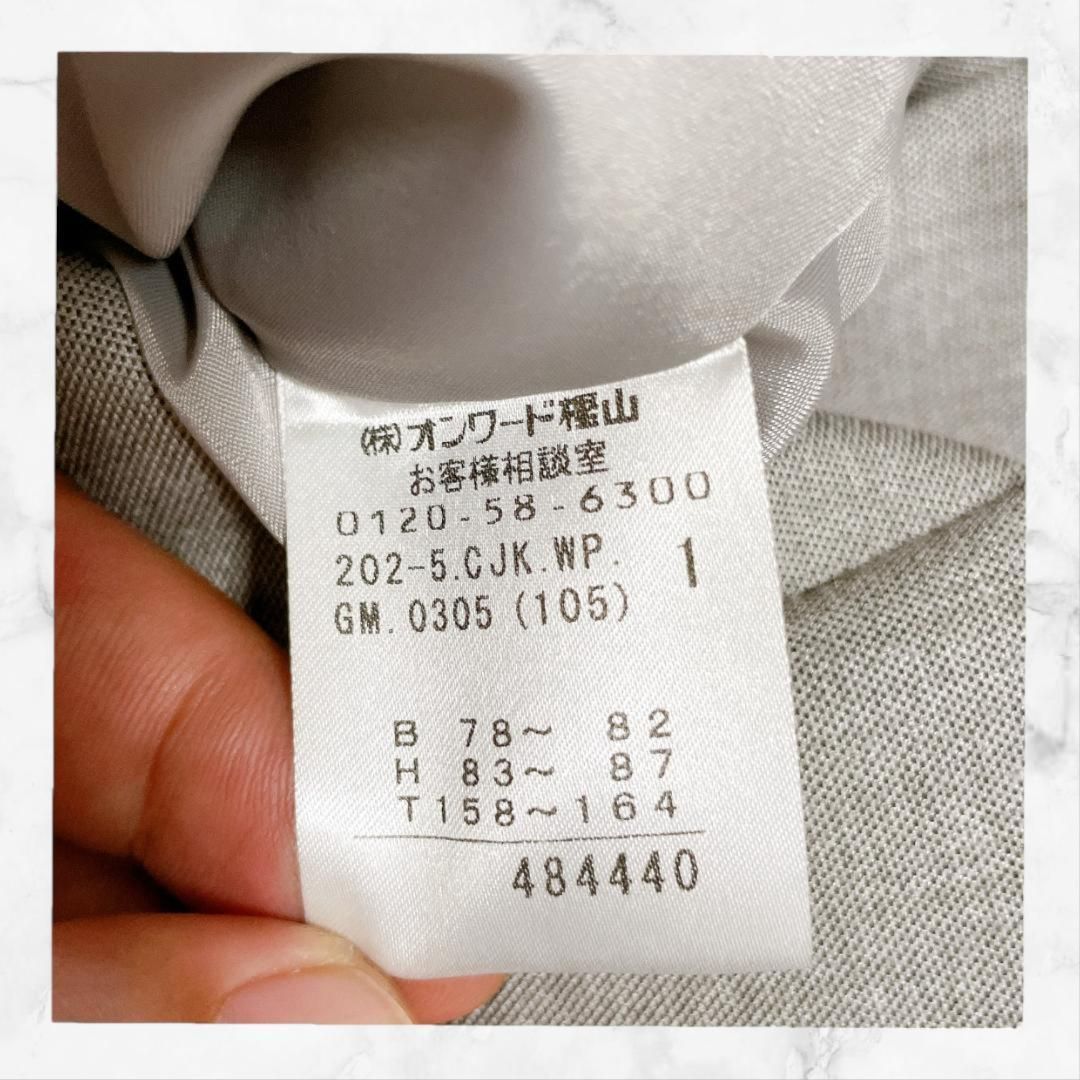 (株)オンワード樫山
お客様相談室
0120-58-6300
202-5.CJK.WP. 1
GM.0305(105)
B 78～ 82
H 83～ 87
T158～164
484440